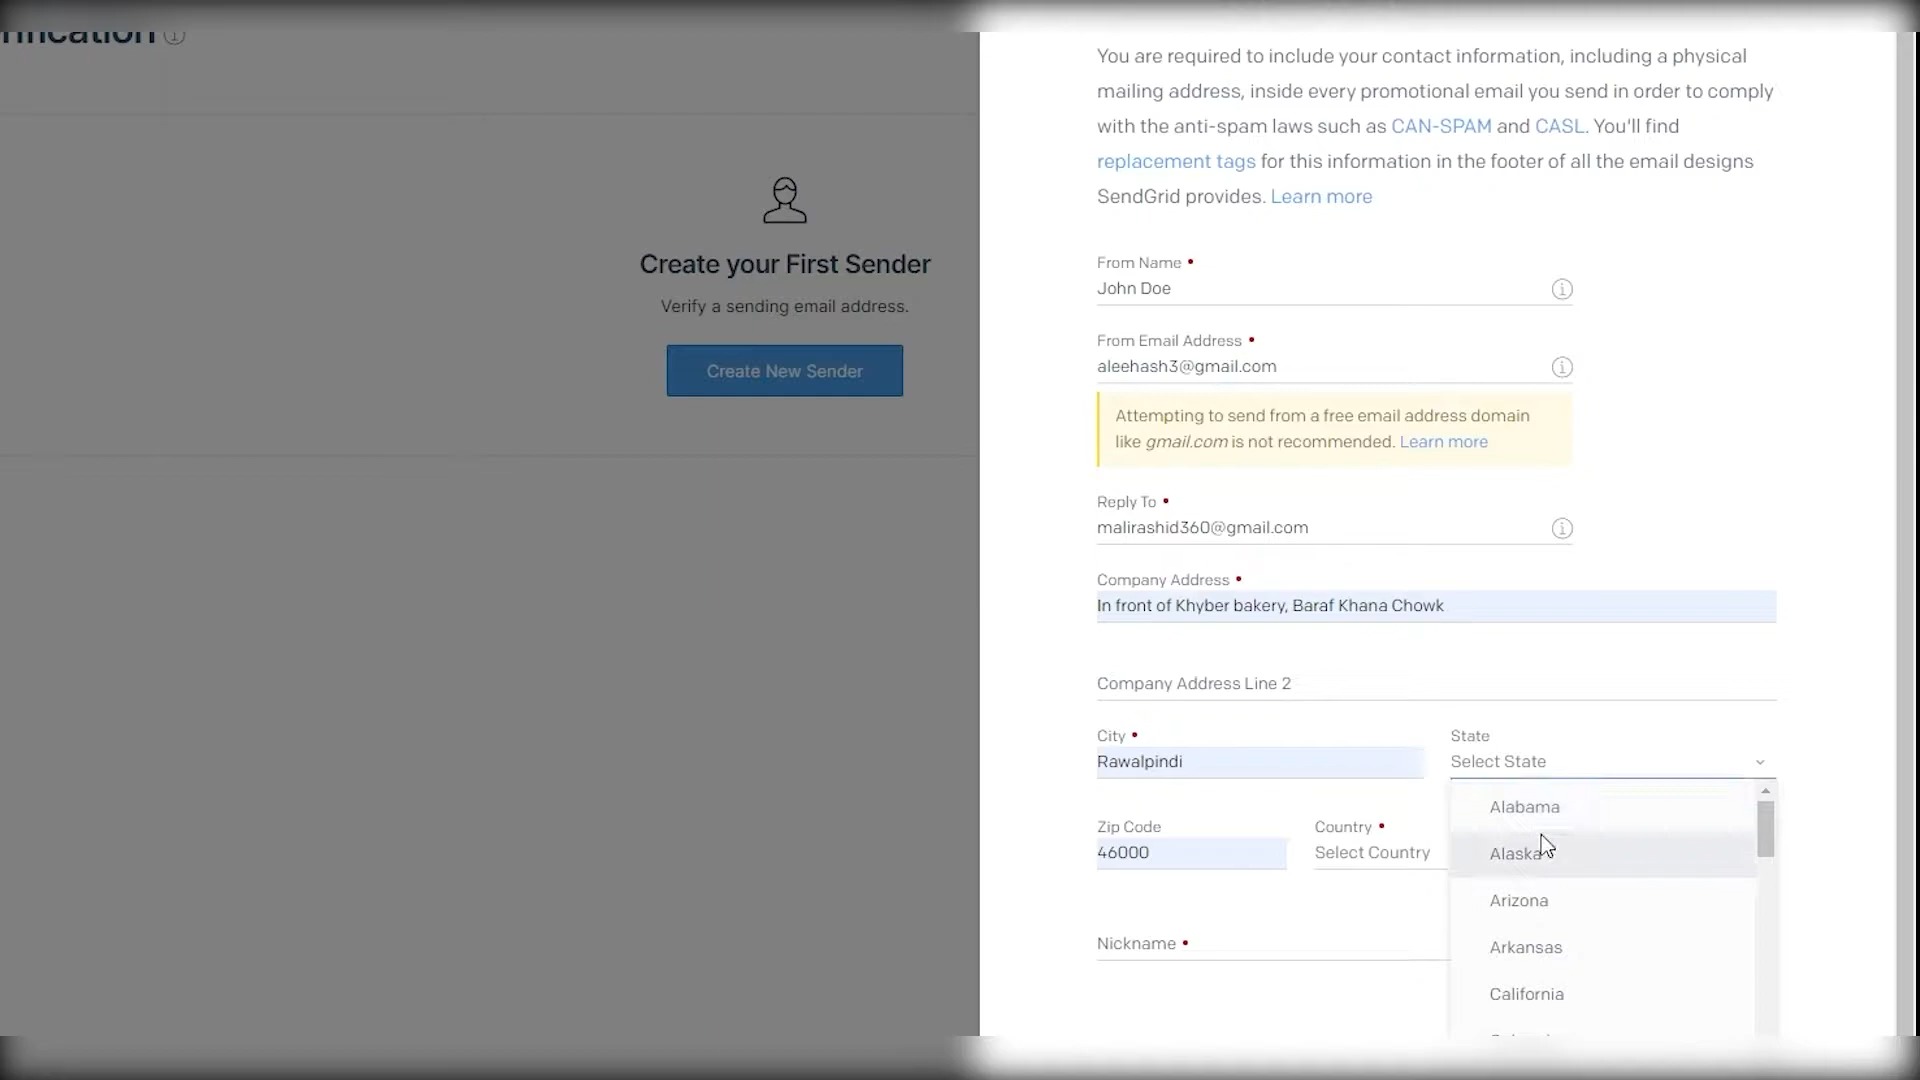 You are required to include your contact information, including a physical
mailing address, inside every promotional email you send in order to comply
with the anti-spam laws such as CAN-SPAM and CASL. You'll find
replacement tags for this information in the footer of all the email designs
SendGrid provides. Learn more
Create your First Sender
Verify a sending email address.
Create New Sender
From Name •
John Doe
From Email Address •
aleehash3@gmail.com
Attempting to send from a free email address domain
like gmail.com is not recommended. Learn more
Reply To •
malirashid360@gmail.com
Company Address •
In front of Khyber bakery, Baraf Khana Chowk
Company Address Line 2
City •
Rawalpindi
State
Select State
Alabama
Alaska
Arizona
Arkansas
California
Zip Code
46000
Country •
Select Country
Nickname •